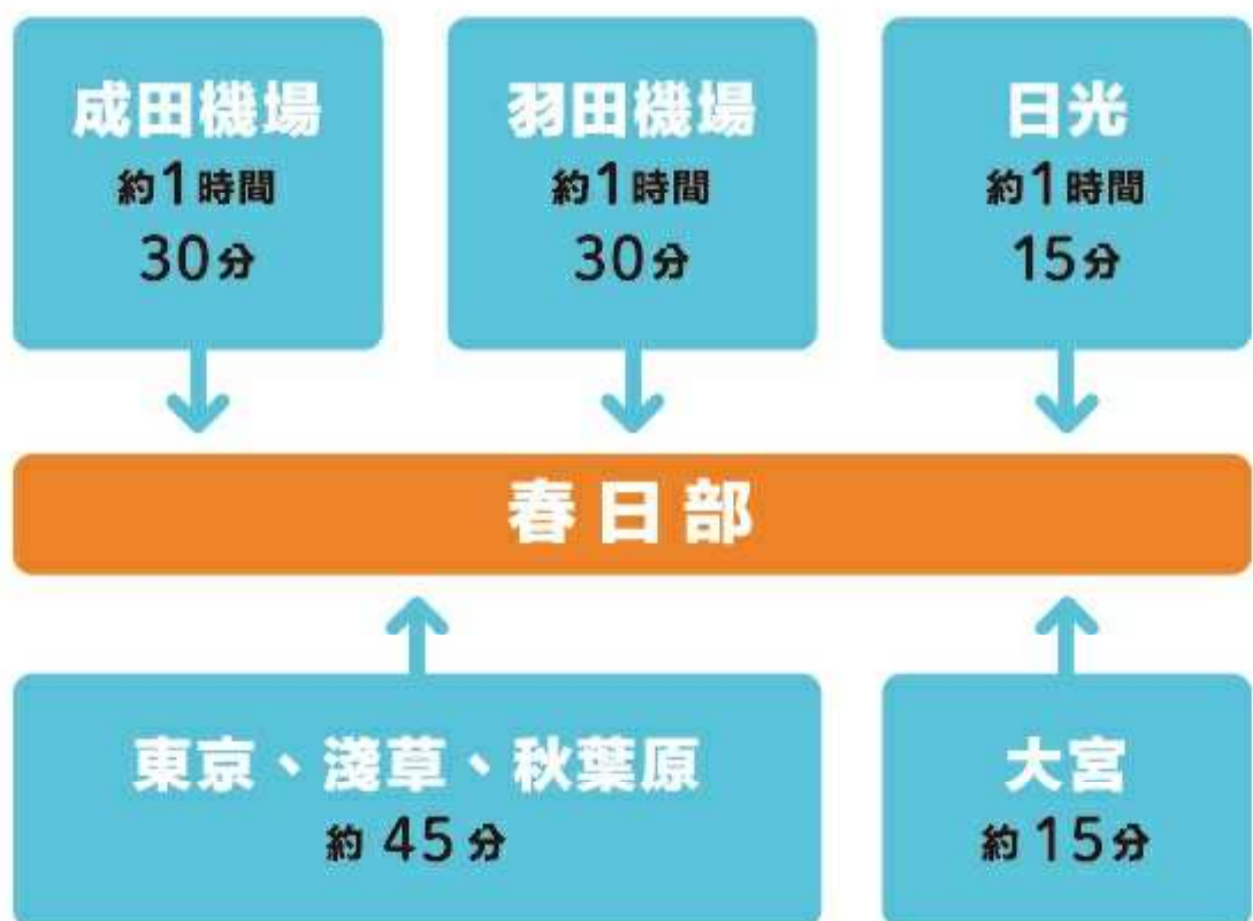 成田機場
約1時間
30分
羽田機場
約1時間
30分
日光
約1時間
15分
春日部
東京、淺草、秋葉原
約 45分
大宮
約 15分